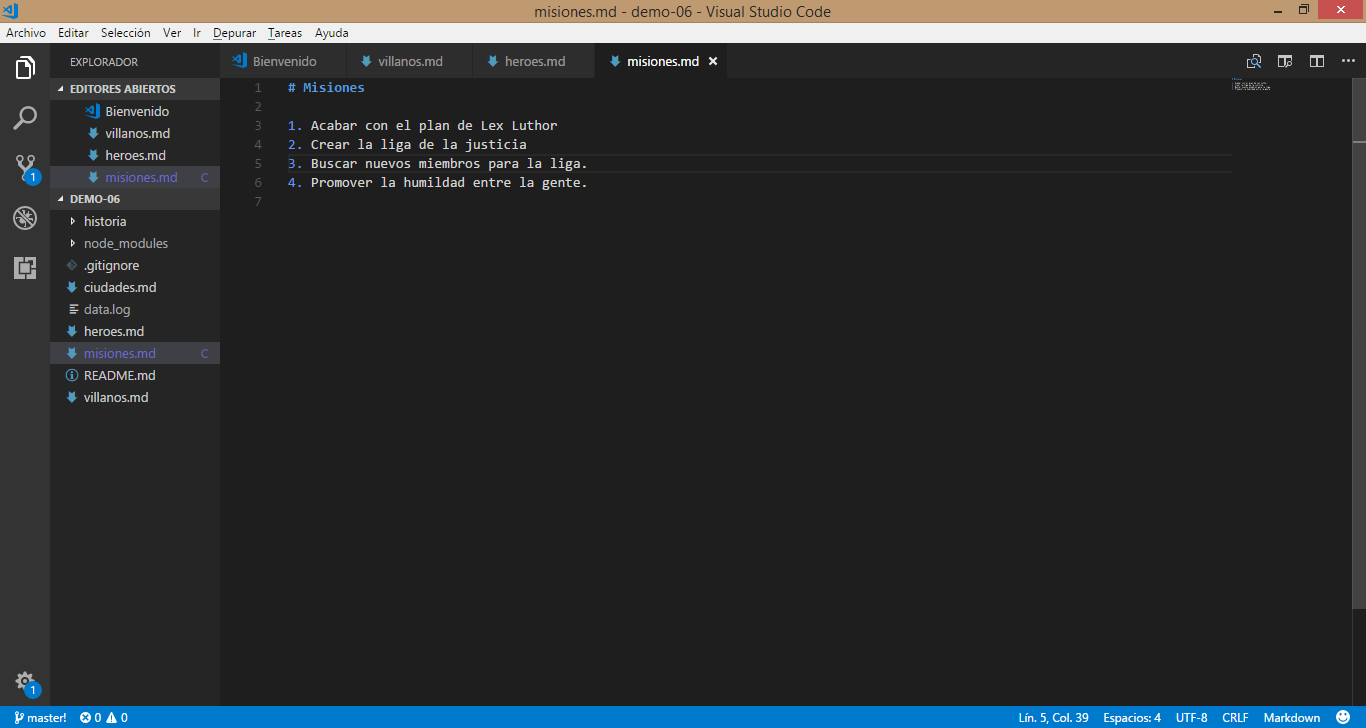 misiones.md - demo-06 - Visual Studio Code
Archivo Editar Selección Ver Ir Depurar Tareas Ayuda
EXPLORADOR
EDITORES ABIERTOS
Bienvenido
villanos.md
heroes.md
misiones.md C
DEMO-06
historia
node_modules
.gitignore
ciudades.md
data.log
heroes.md
misiones.md C
README.md
villanos.md
1
1
Bienvenido villanos.md heroes.md misiones.md
1 # Misiones
2
3 1. Acabar con el plan de Lex Luthor
4 2. Crear la liga de la justicia
5 3. Buscar nuevos miembros para la liga.
6 4. Promover la humildad entre la gente.
7
master! 0 0 Lín. 5, Col. 39 Espacios: 4 UTF-8 CRLF Markdown